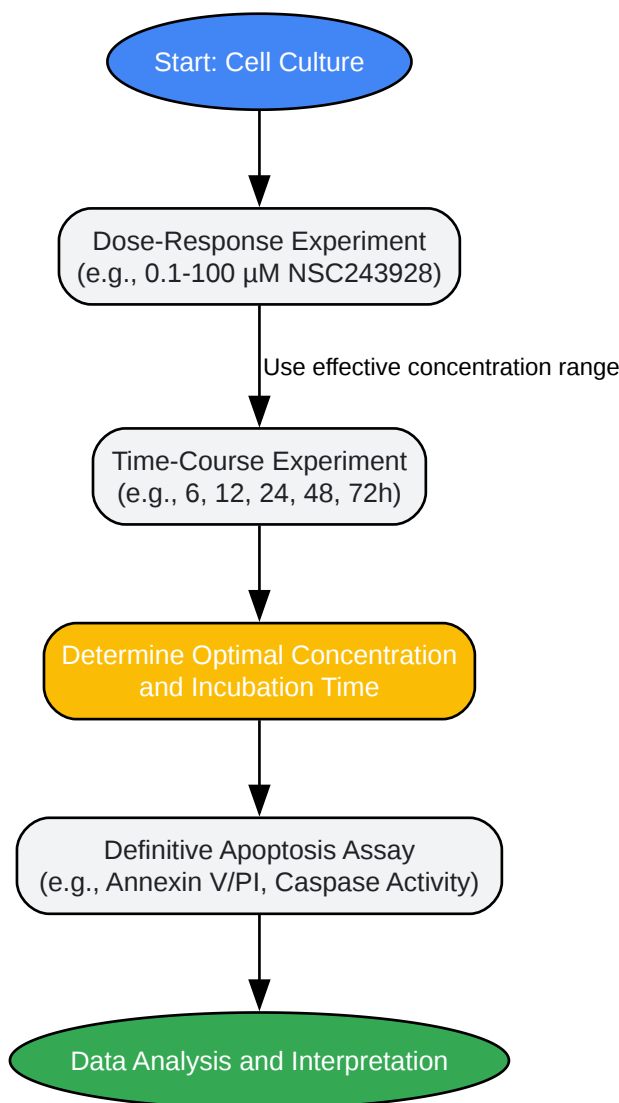 Start: Cell Culture
Dose-Response Experiment
(e.g., 0.1-100 µM NSC243928)
Use effective concentration range
Time-Course Experiment
(e.g., 6, 12, 24, 48, 72h)
Determine Optimal Concentration
and Incubation Time
Definitive Apoptosis Assay
(e.g., Annexin V/PI, Caspase Activity)
Data Analysis and Interpretation